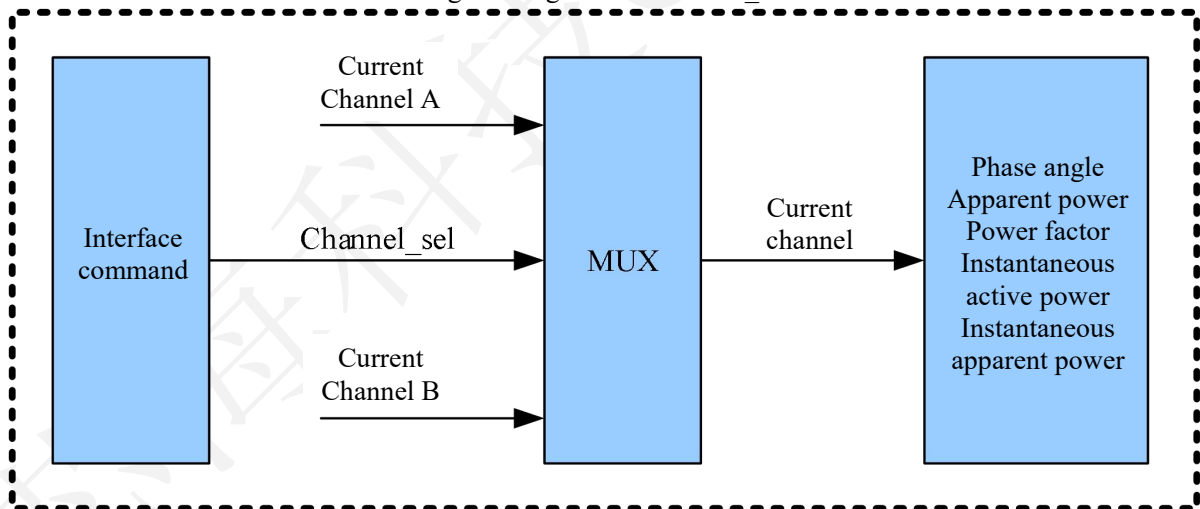 Interface
command
Current
Channel A
Channel_sel
Current
Channel B
MUX
Current
channel
Phase angle
Apparent power
Power factor
Instantaneous
active power
Instantaneous
apparent power